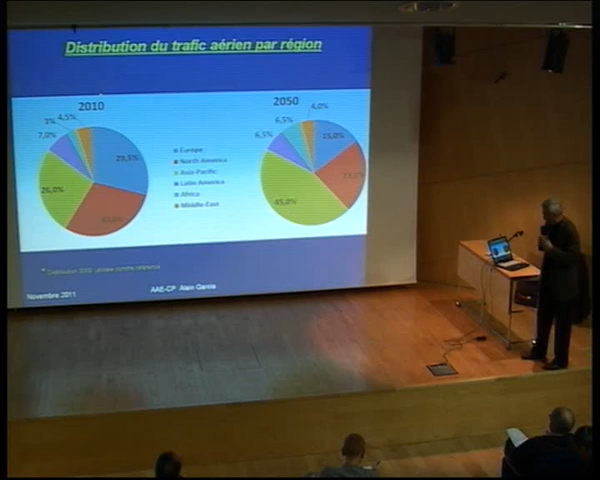 Distribution du trafic aérien par région
2010
2050
3% 4,5%
7,0%
29,5%
26,0%
4,0%
6,5%
6,5%
15,0%
45,0%
Europe
North America
Asia-Pacific
Latin America
Africa
Middle-East
Novembre 2011
AAE-CP Alain Garcia